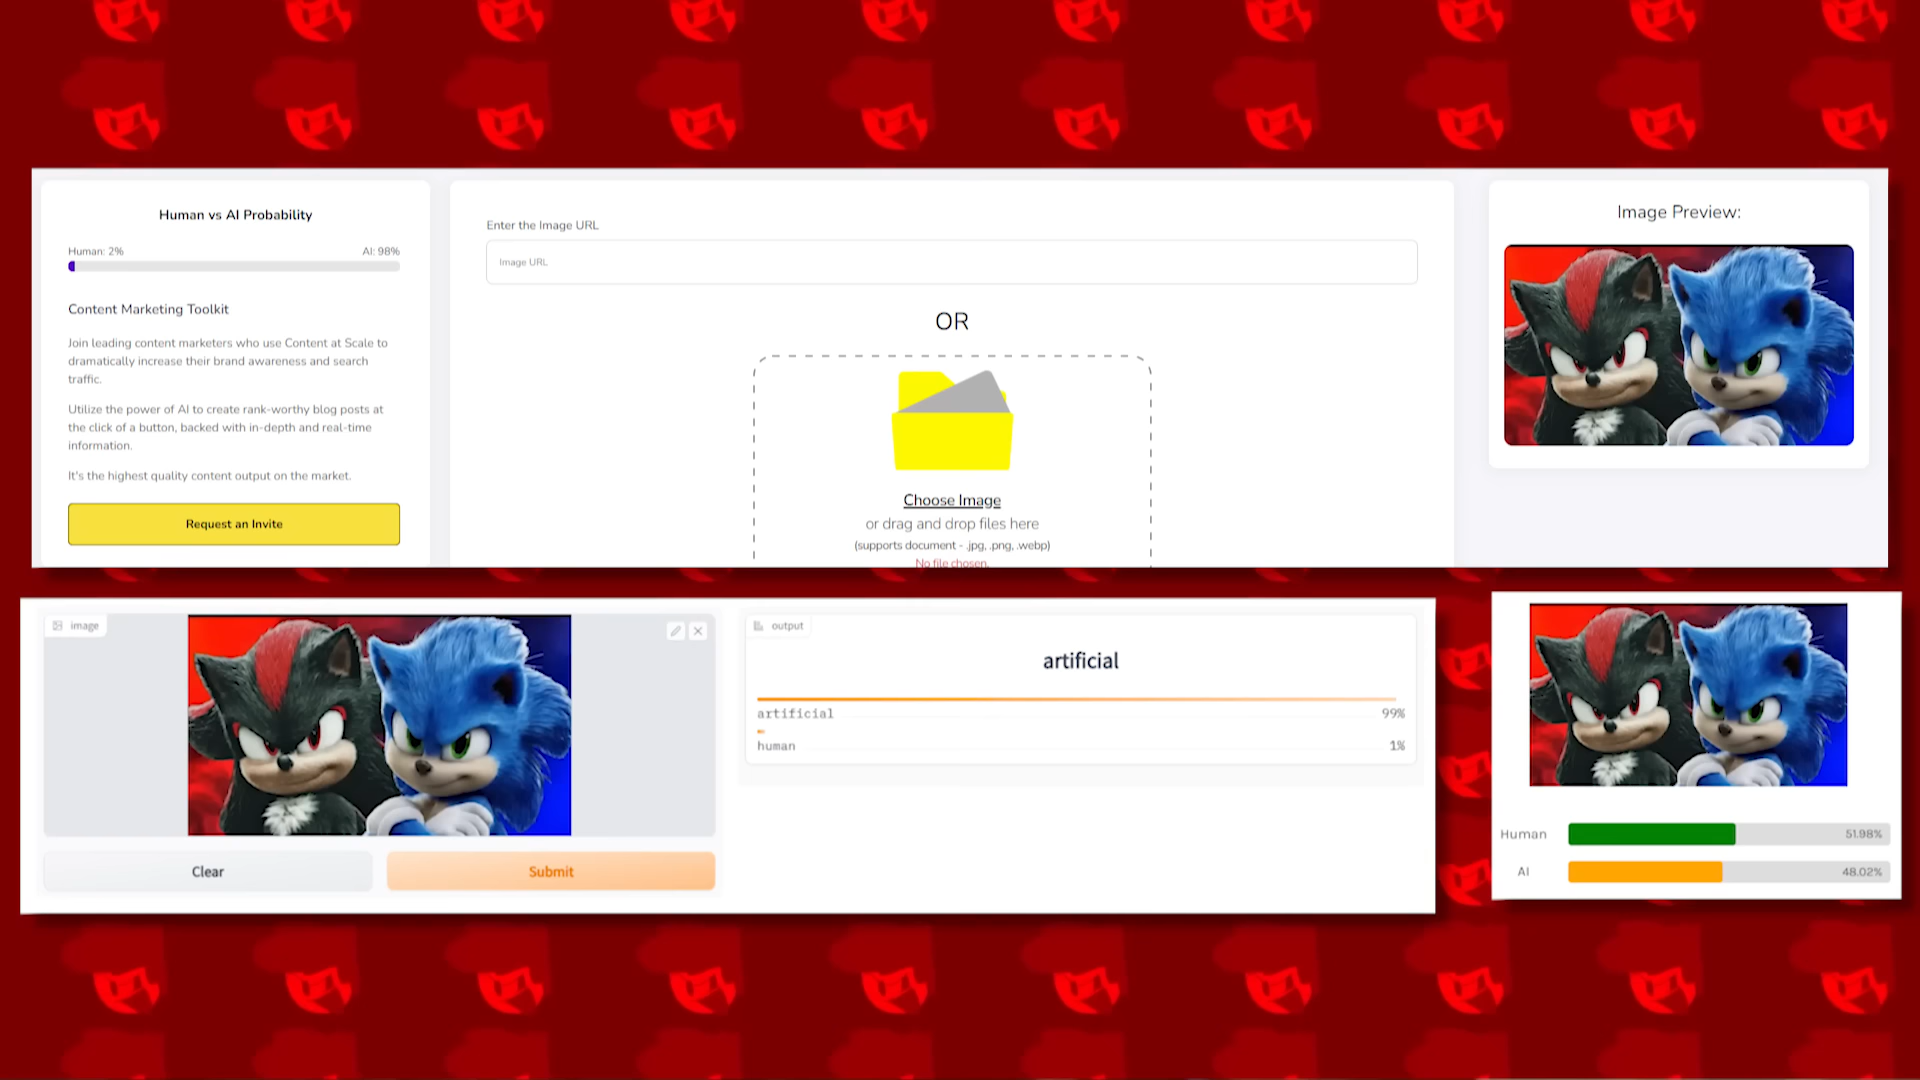 Human vs AI Probability
Human: 2%
AI: 98%
Content Marketing Toolkit
Join leading content marketers who use Content at Scale to
dramatically increase their brand awareness and search
traffic.
Utilize the power of AI to create rank-worthy blog posts at
the click of a button, backed with in-depth and real-time
information.
It's the highest quality content output on the market.
Request an Invite
Enter the Image URL
Image URL
OR
Choose Image
or drag and drop files here
(supports document - .jpg, .png, .webp)
No file chosen.
Image Preview:
image
Clear
Submit
output
artificial
artificial 99%
human 1%
Human 51.98%
AI 48.02%